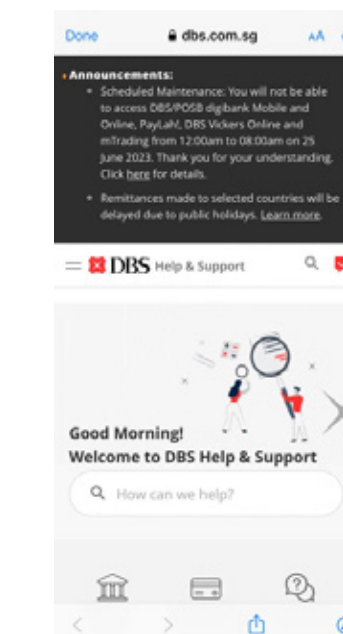 Done dbs.com.sg AA
Announcements:
Scheduled Maintenance: You will not be able
to access DBS/POSB digibank Mobile and
Online, PayLah!, DBS Vickers Online and
mTrading from 12:00am to 08:00am on 25
June 2023. Thank you for your understanding.
Click here for details.
Remittances made to selected countries will be
delayed due to public holidays. Learn more.
DBS Help & Support
Good Morning!
Welcome to DBS Help & Support
How can we help?